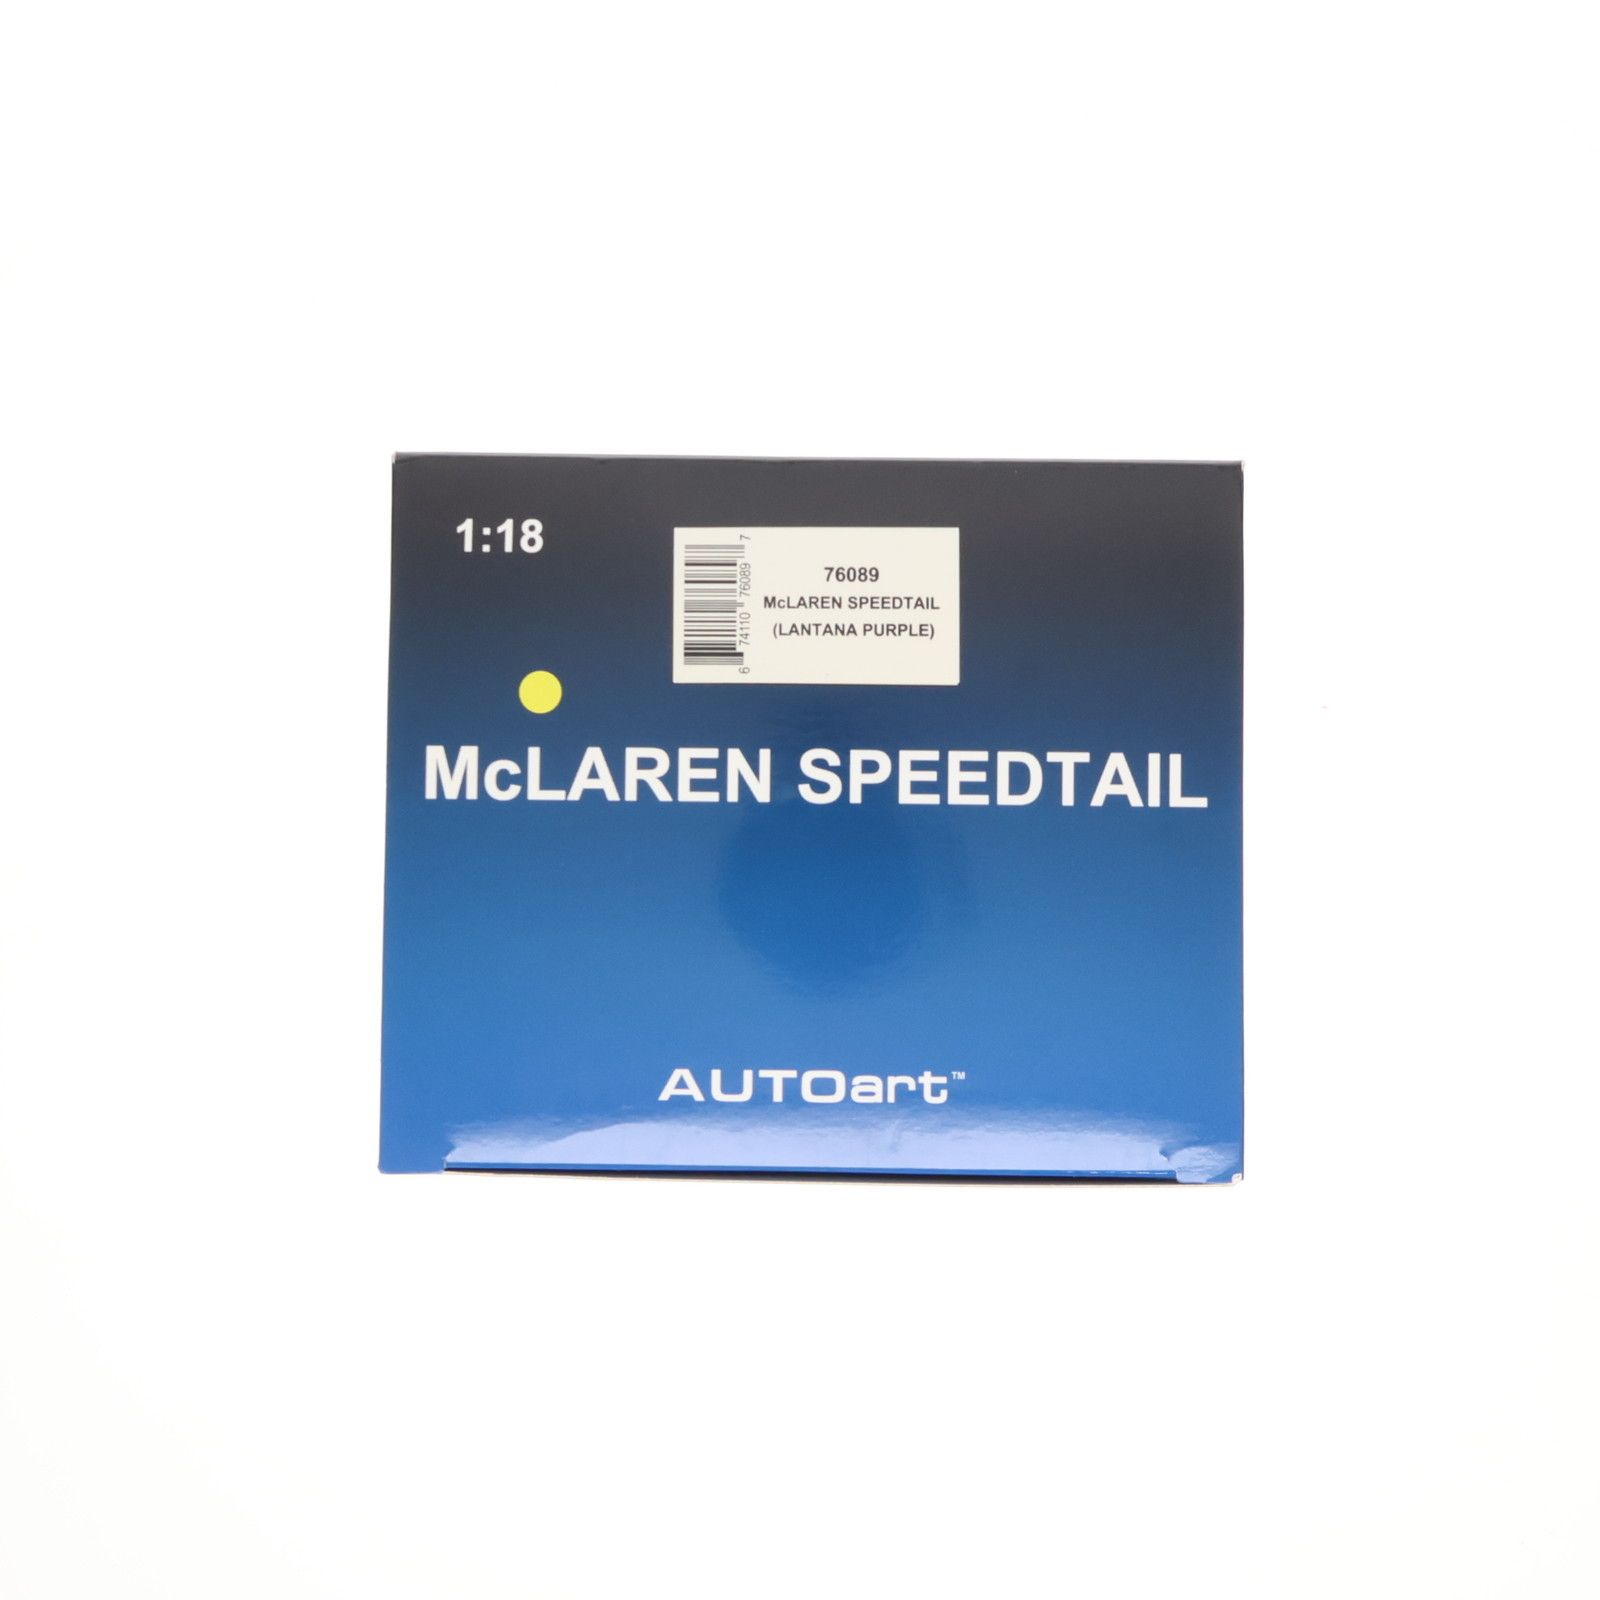 1:18
76089
McLAREN SPEEDTAIL
(LANTANA PURPLE)
6 74110 76089 7
McLAREN SPEEDTAIL
AUTOart™